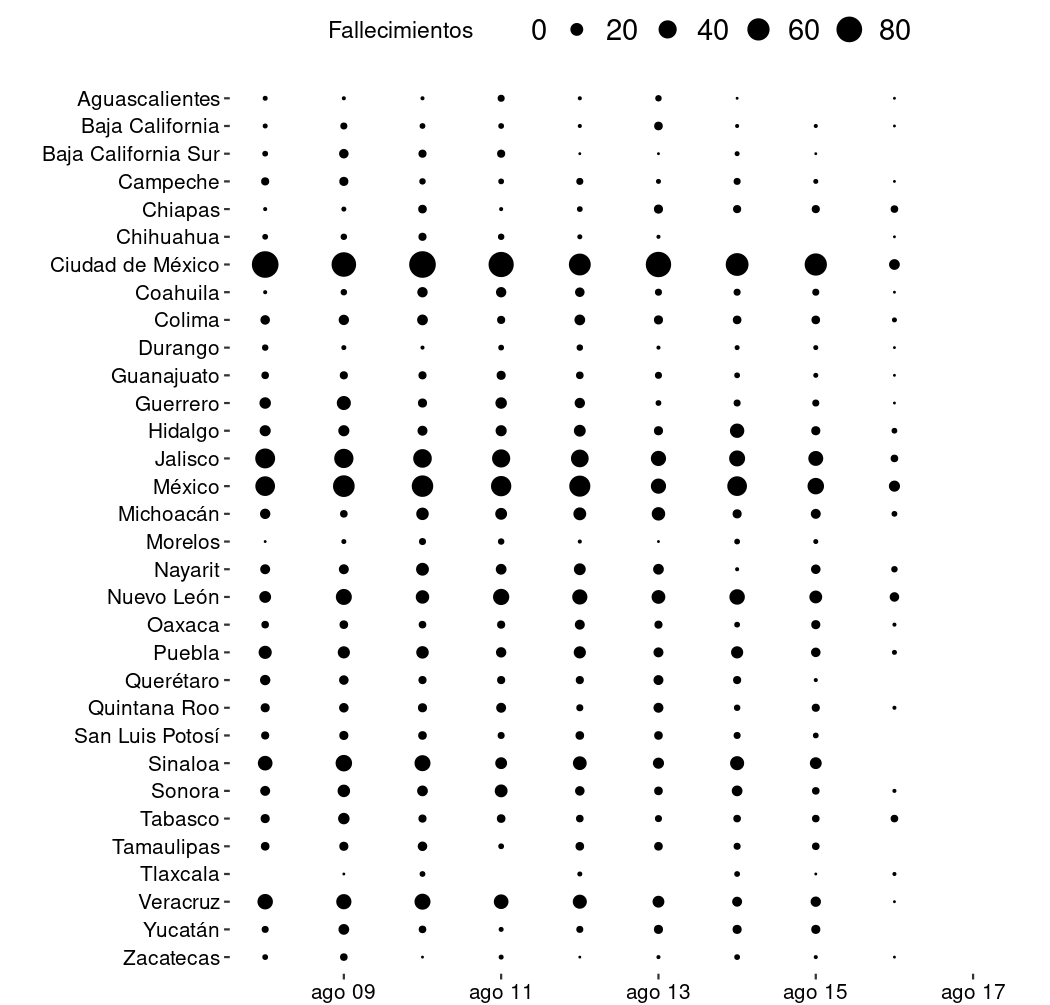 Fallecimientos 0 20 40 60 80
Aguascalientes
Baja California
Baja California Sur
Campeche
Chiapas
Chihuahua
Ciudad de México
Coahuila
Colima
Durango
Guanajuato
Guerrero
Hidalgo
Jalisco
México
Michoacán
Morelos
Nayarit
Nuevo León
Oaxaca
Puebla
Querétaro
Quintana Roo
San Luis Potosí
Sinaloa
Sonora
Tabasco
Tamaulipas
Tlaxcala
Veracruz
Yucatán
Zacatecas
ago 09 ago 11 ago 13 ago 15 ago 17